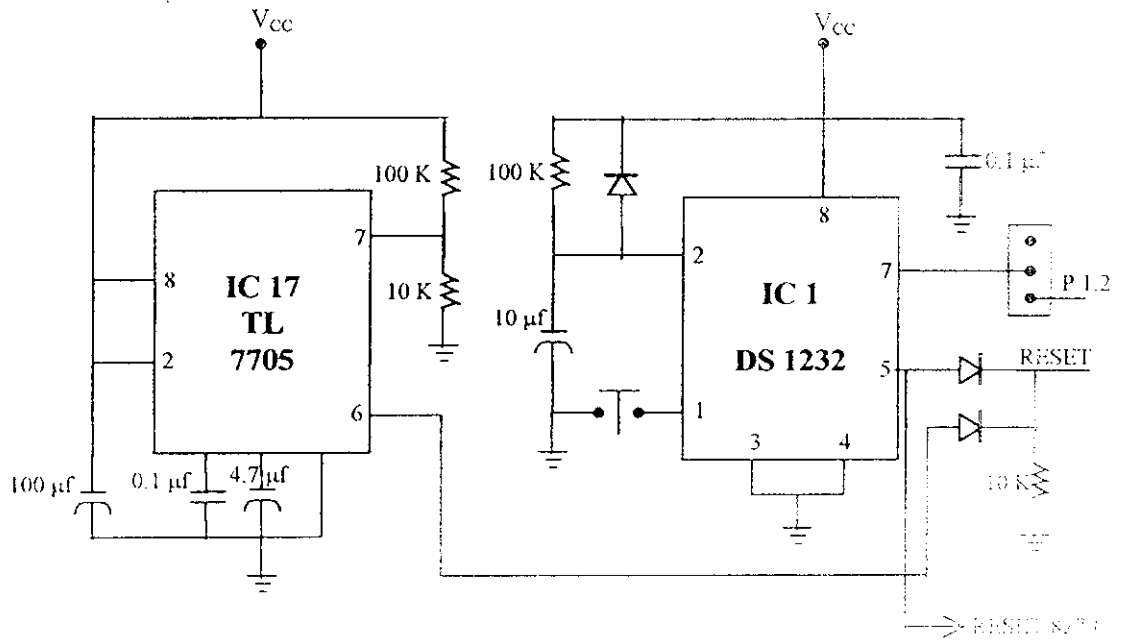 VCC
VCC
100 K
100 K
0.1 µf
7
8
2
7
8
IC 17
TL
7705
10 K
IC 1
DS 1232
P 1.2
10 µf
2
5
RESET
6
1
3
4
100 µf
0.1 µf
4.7 µf
10 K
RESET